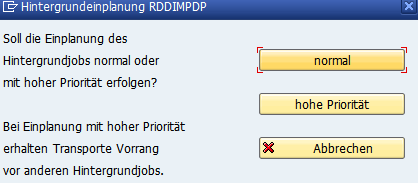 Hintergrundeinplanung RDDIMPDP
Soll die Einplanung des
Hintergrundjobs normal oder
mit hoher Priorität erfolgen?
normal
hohe Priorität
Bei Einplanung mit hoher Priorität
erhalten Transporte Vorrang
vor anderen Hintergrundjobs.
Abbrechen